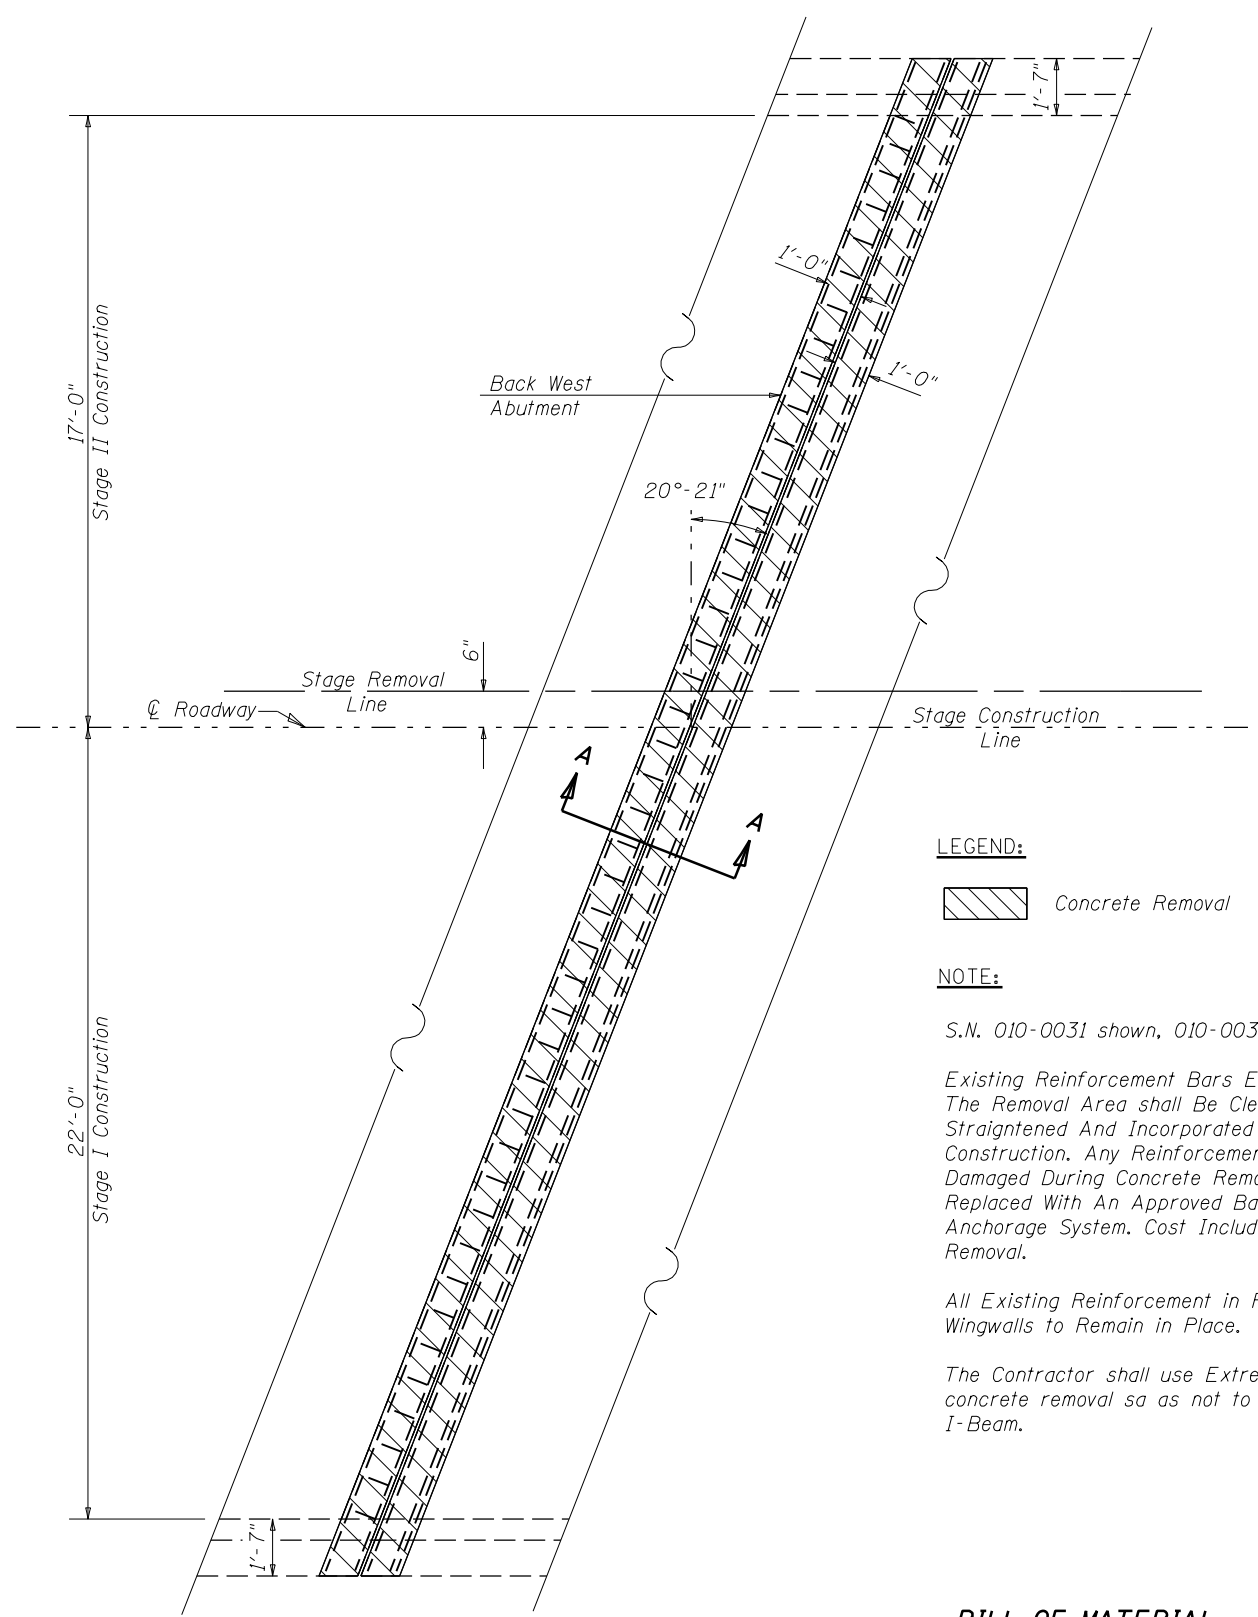 1'-7"
1'-0"
17'-0"
Stage II Construction
1'-0"
Back West
Abutment
20°-21"
6"
Stage Removal
Line
℄ Roadway
Stage Construction
Line
A
A
LEGEND:
Concrete Removal
NOTE:
S.N. 010-0031 shown, 010-003
Existing Reinforcement Bars E
The Removal Area shall Be Cle
Straigntened And Incorporated
Construction. Any Reinforcemen
Damaged During Concrete Remo
Replaced With An Approved Ba
Anchorage System. Cost Includ
Removal.
22'-0"
Stage I Construction
All Existing Reinforcement in
Wingwalls to Remain in Place.
The Contractor shall use Extre
concrete removal sa as not to
I-Beam.
1'-7"
BILL OF MATERIAL